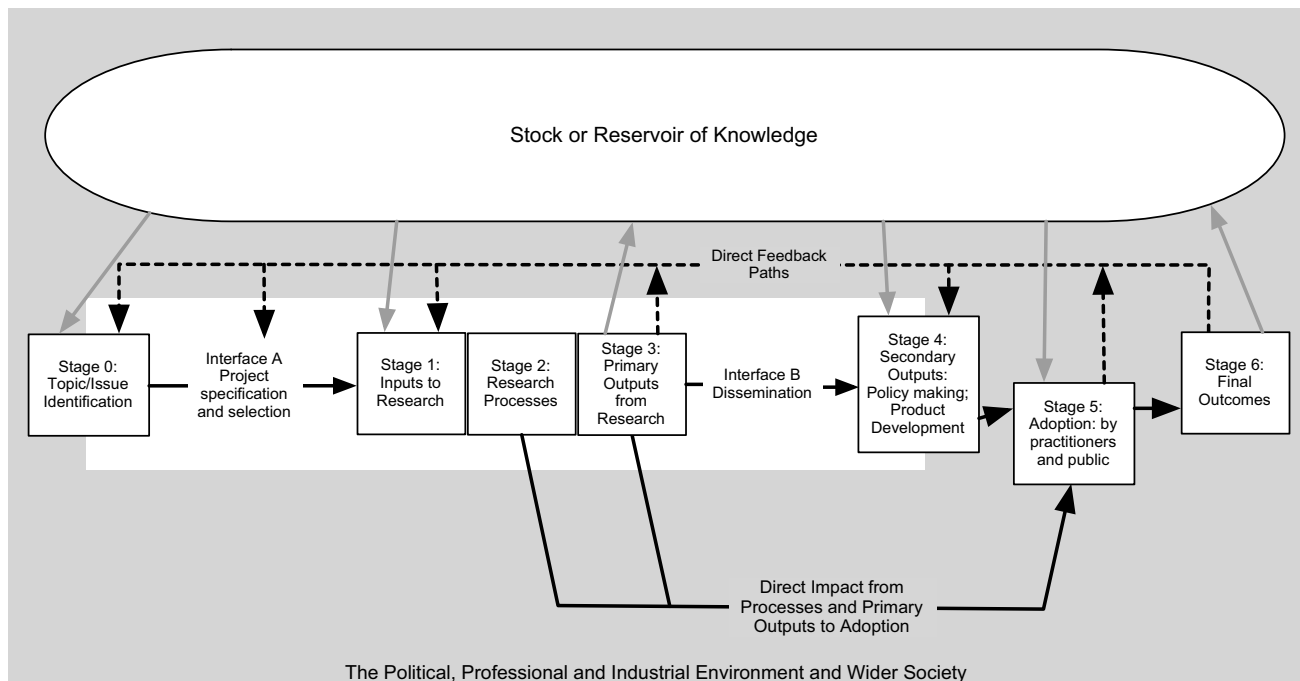 Stock or Reservoir of Knowledge
Direct Feedback
Paths
Stage 0:
Topic/Issue
Identification
Interface A
Project
specification
and selection
Stage 1:
Inputs to
Research
Stage 2:
Research
Processes
Stage 3:
Primary
Outputs
from
Research
Interface B
Dissemination
Stage 4:
Secondary
Outputs:
Policy making;
Product
Development
Stage 5:
Adoption: by
practitioners
and public
Stage 6:
Final
Outcomes
Direct Impact from
Processes and Primary
Outputs to Adoption
The Political, Professional and Industrial Environment and Wider Society